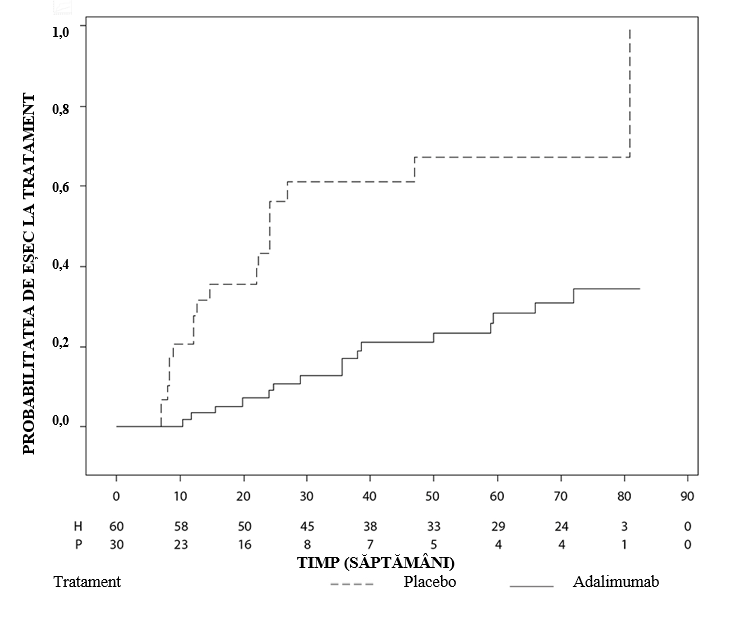 1,0
0,8
0,6
0,4
0,2
0,0
PROBABILITATEA DE EȘEC LA TRATAMENT
0 10 20 30 40 50 60 70 80 90
H 60 58 50 45 38 33 29 24 3 0
P 30 23 16 8 7 5 4 4 1 0
TIMP (SĂPTĂMÂNI)
Tratament Placebo Adalimumab